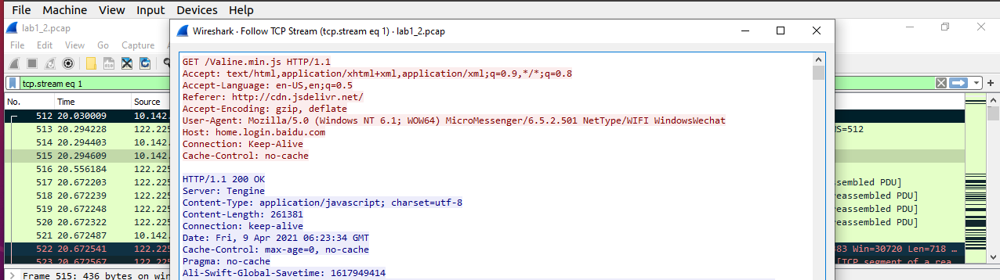 File Machine View Input Devices Help
lab1_2.pcap
Wireshark · Follow TCP Stream (tcp.stream eq 1) · lab1_2.pcap
File Edit View Go Capture
tcp.stream eq 1
No. Time Source
512 20.030009 10.142.
513 20.294228 122.225
514 20.294403 10.142.
515 20.294609 10.142.
516 20.556184 122.225
517 20.672203 122.225
518 20.672239 122.225
519 20.672248 122.225
520 20.672322 122.225
521 20.672487 10.142.
522 20.672541 122.225
523 20.672567 122.225
Frame 515: 436 bytes on wir
GET /Valine.min.js HTTP/1.1
Accept: text/html,application/xhtml+xml,application/xml;q=0.9,*/*;q=0.8
Accept-Language: en-US,en;q=0.5
Referer: http://cdn.jsdelivr.net/
Accept-Encoding: gzip, deflate
User-Agent: Mozilla/5.0 (Windows NT 6.1; WOW64) MicroMessenger/6.5.2.501 NetType/WIFI WindowsWechat
Host: home.login.baidu.com
Connection: Keep-Alive
Cache-Control: no-cache
HTTP/1.1 200 OK
Server: Tengine
Content-Type: application/javascript; charset=utf-8
Content-Length: 261381
Connection: keep-alive
Date: Fri, 9 Apr 2021 06:23:34 GMT
Cache-Control: max-age=0, no-cache
Pragma: no-cache
Ali-Swift-Global-Savetime: 1617949414
=512
sembled PDU]
eassembled PDU]
eassembled PDU]
eassembled PDU]
Win=30720 Len=718 …
[TCP segment of a rea…